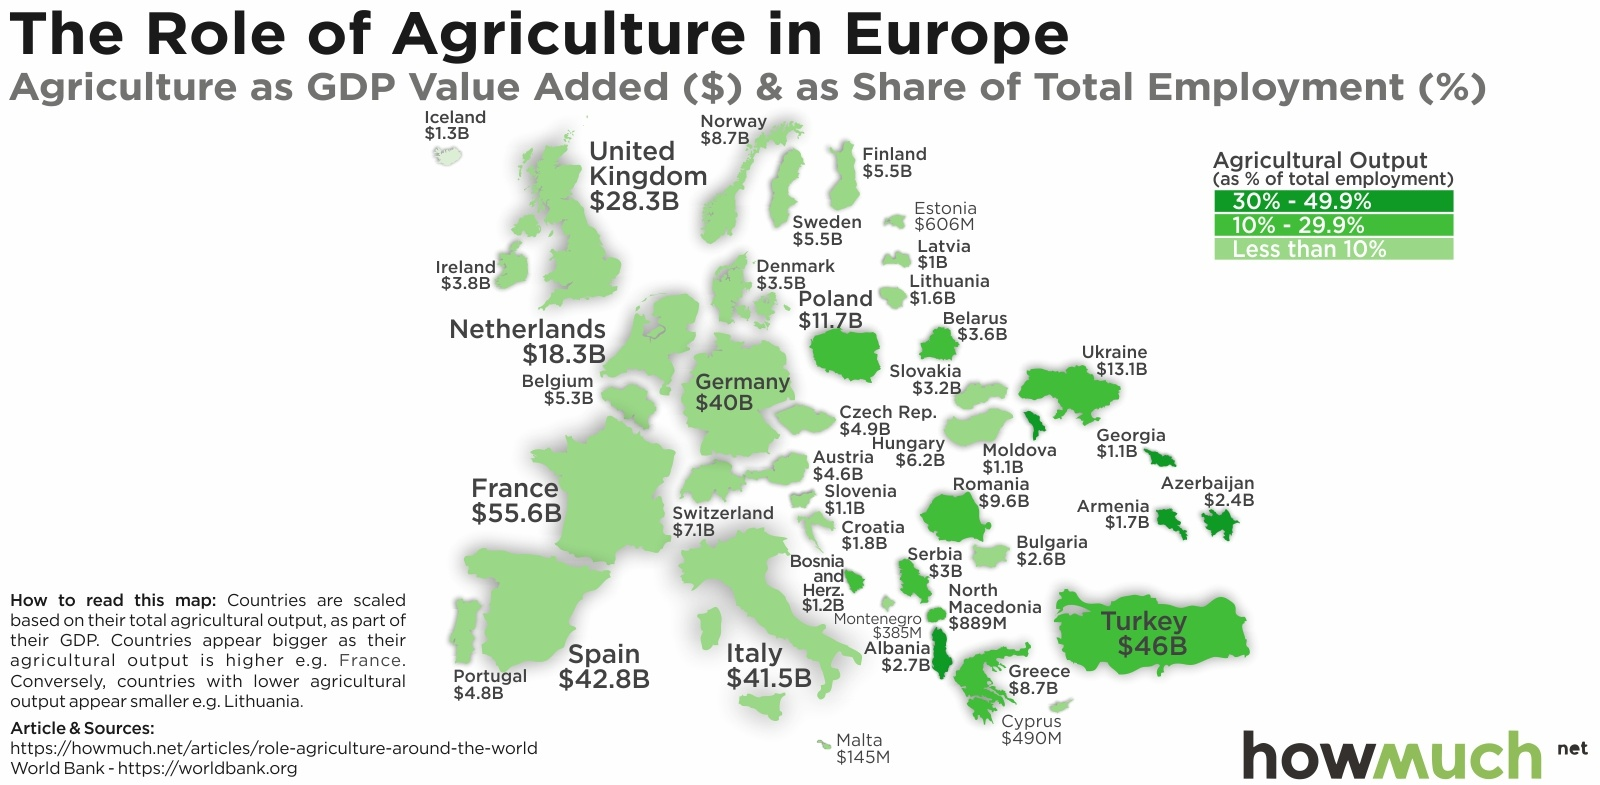 The Role of Agriculture in Europe
Agriculture as GDP Value Added ($) & as Share of Total Employment (%)
Iceland
$1.3B
Norway
$8.7B
United
Kingdom
$28.3B
Finland
$5.5B
Agricultural Output
(as % of total employment)
30% - 49.9%
10% - 29.9%
Less than 10%
Sweden
$5.5B
Estonia
$606M
Latvia
$1B
Ireland
$3.8B
Denmark
$3.5B
Lithuania
$1.6B
Poland
$11.7B
Belarus
$3.6B
Netherlands
$18.3B
Ukraine
$13.1B
Belgium
$5.3B
Germany
$40B
Slovakia
$3.2B
Czech Rep.
$4.9B
Hungary
$6.2B
Moldova
$1.1B
Georgia
$1.1B
Austria
$4.6B
France
$55.6B
Slovenia
$1.1B
Romania
$9.6B
Azerbaijan
$2.4B
Armenia
$1.7B
Switzerland
$7.1B
Croatia
$1.8B
Bulgaria
$2.6B
Serbia
$3B
Bosnia
and
Herz.
$1.2B
North
Macedonia
$889M
Montenegro
$385M
Albania
$2.7B
Turkey
$46B
Spain
$42.8B
Italy
$41.5B
Portugal
$4.8B
Greece
$8.7B
Cyprus
$490M
Malta
$145M
How to read this map: Countries are scaled
based on their total agricultural output, as part of
their GDP. Countries appear bigger as their
agricultural output is higher e.g. France.
Conversely, countries with lower agricultural
output appear smaller e.g. Lithuania.
Article & Sources:
https://howmuch.net/articles/role-agriculture-around-the-world
World Bank - https://worldbank.org
howmuch net